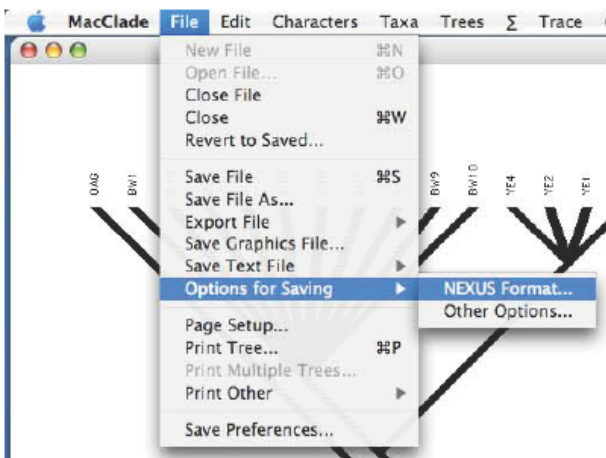 MacClade File Edit Characters Taxa Trees Σ Trace
New File ⌘N
Open File... ⌘O
Close File
Close ⌘W
Revert to Saved...
Save File ⌘S
Save File As...
Export File
Save Graphics File...
Save Text File
Options for Saving
NEXUS Format...
Other Options...
Page Setup...
Print Tree... ⌘P
Print Multiple Trees...
Print Other
Save Preferences...
OAG
BW1
BW9
BW10
YE4
YE2
YE1